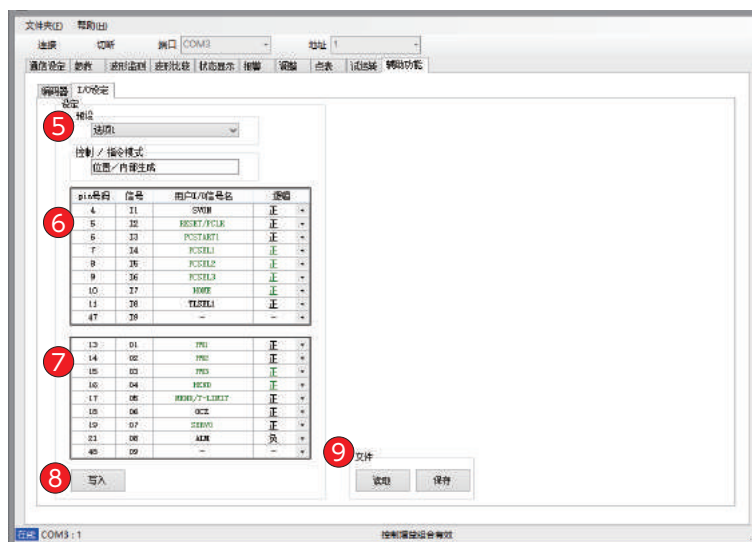 文件夹(F) 帮助(H)
连接 切断 端口 COM3 地址 1
通信设定 参数 波形监测 波形比较 状态显示 报警 调整 点表 试运转 辅助功能
编码器 I/O设定
设定
5 预设
选项1
控制 / 指令模式
位置/内部生成
pin号码 信号 用户I/O信号名 逻辑
4 I1 SVON 正
6 5 I2 RESET/PCLR 正
6 I3 PCSTART1 正
7 I4 PCSEL1 正
8 I5 PCSEL2 正
9 I6 PCSEL3 正
10 I7 HOME 正
11 I8 TLSEL1 正
47 I9 - -
13 O1 PM1 正
14 O2 PM2 正
7 15 O3 PM3 正
16 O4 MEND 正
17 O5 HEND/T-LIMIT 正
18 O6 OCZ 正
19 O7 SERVO 正
21 O8 ALM 负
48 O9 - -
8 写入
9 文件
读取 保存
在线 COM3 : 1 控制增益组合有效